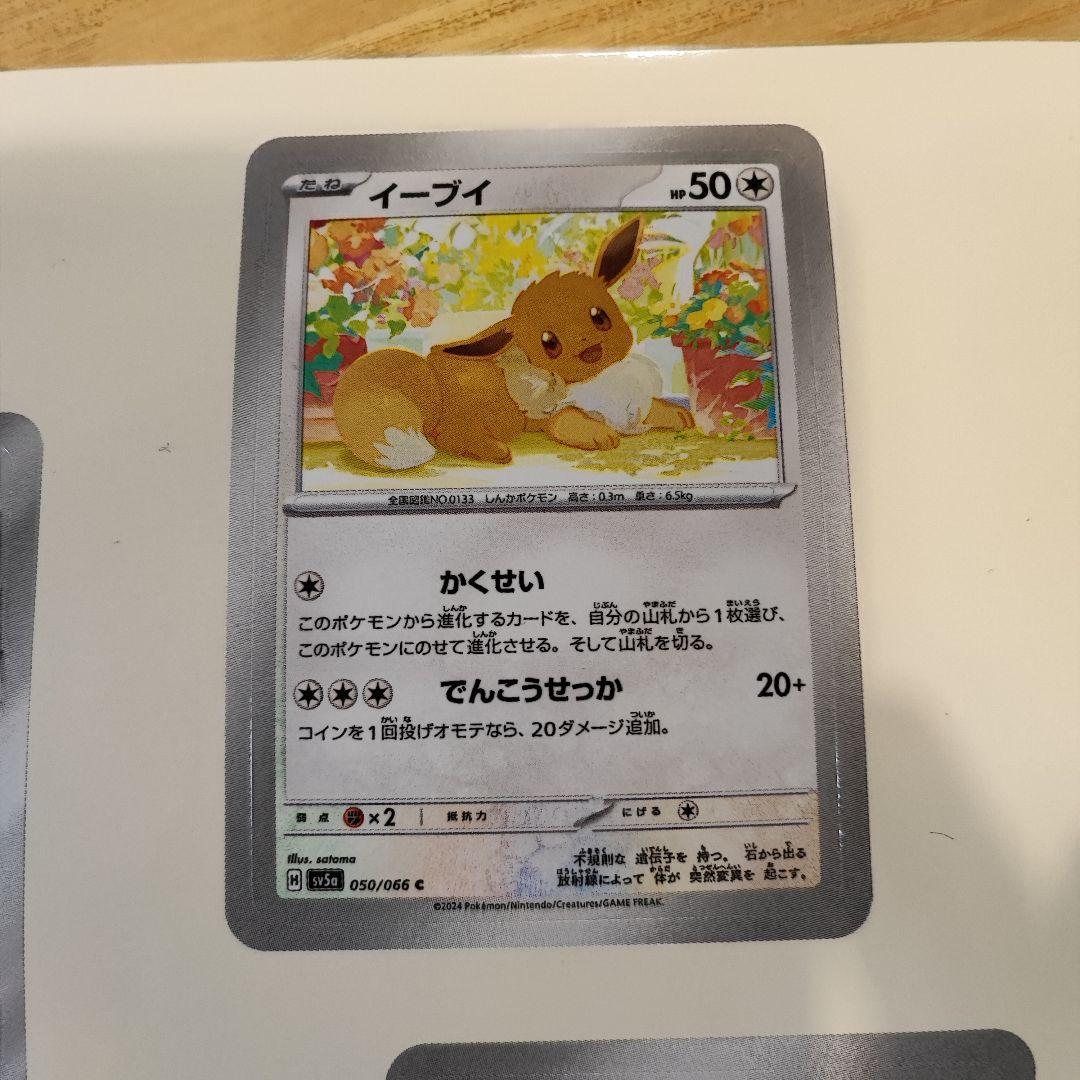 たね イーブイ HP50
全国図鑑NO.0133 しんかポケモン 高さ:0.3m 重さ:6.5kg
かくせい
このポケモンから進化するカードを、自分の山札から1枚選び、
このポケモンにのせて進化させる。そして山札を切る。
でんこうせっか 20+
コインを1回投げオモテなら、20ダメージ追加。
弱点 ×2 抵抗力 にげる
Illus. satoma
不規則な 遺伝子を 持つ。 石から出る
放射線によって 体が 突然変異を 起こす。
H sv5a 050/066 C
©2024 Pokémon/Nintendo/Creatures/GAME FREAK.